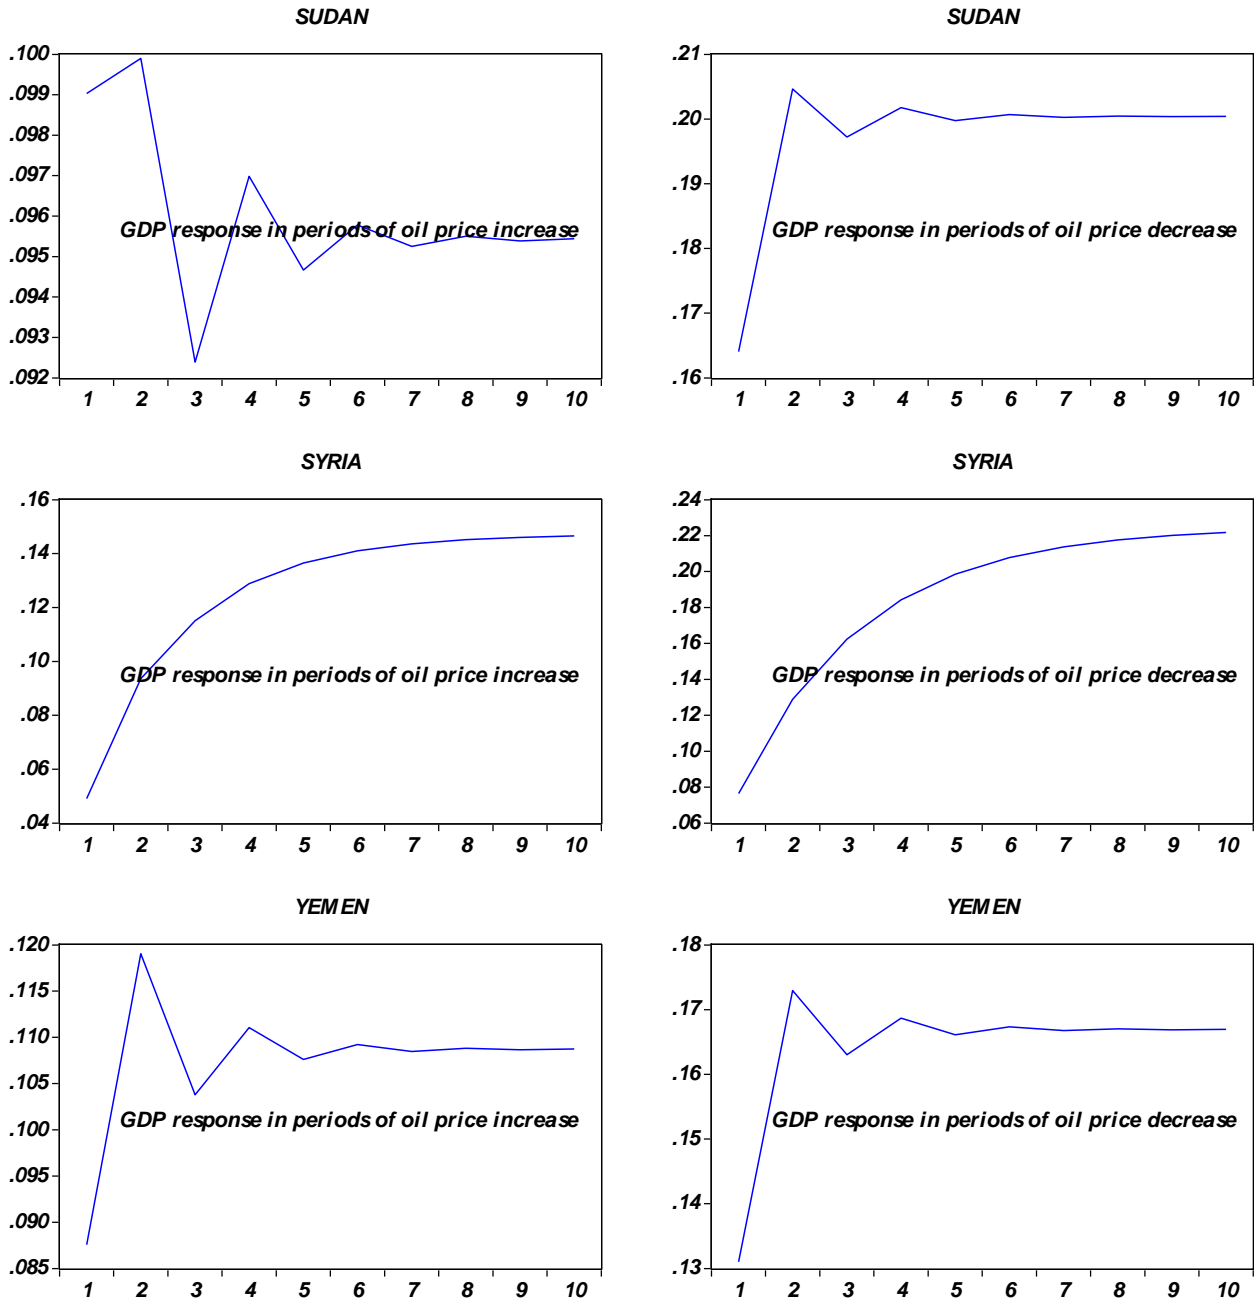 SUDAN
.100
.099
.098
.097
.096
.095
.094
.093
.092
GDP response in periods of oil price increase
1 2 3 4 5 6 7 8 9 10
SUDAN
.21
.20
.19
.18
.17
.16
GDP response in periods of oil price decrease
1 2 3 4 5 6 7 8 9 10
SYRIA
.16
.14
.12
.10
.08
.06
.04
GDP response in periods of oil price increase
1 2 3 4 5 6 7 8 9 10
SYRIA
.24
.22
.20
.18
.16
.14
.12
.10
.08
.06
GDP response in periods of oil price decrease
1 2 3 4 5 6 7 8 9 10
YEMEN
.120
.115
.110
.105
.100
.095
.090
.085
GDP response in periods of oil price increase
1 2 3 4 5 6 7 8 9 10
YEMEN
.18
.17
.16
.15
.14
.13
GDP response in periods of oil price decrease
1 2 3 4 5 6 7 8 9 10